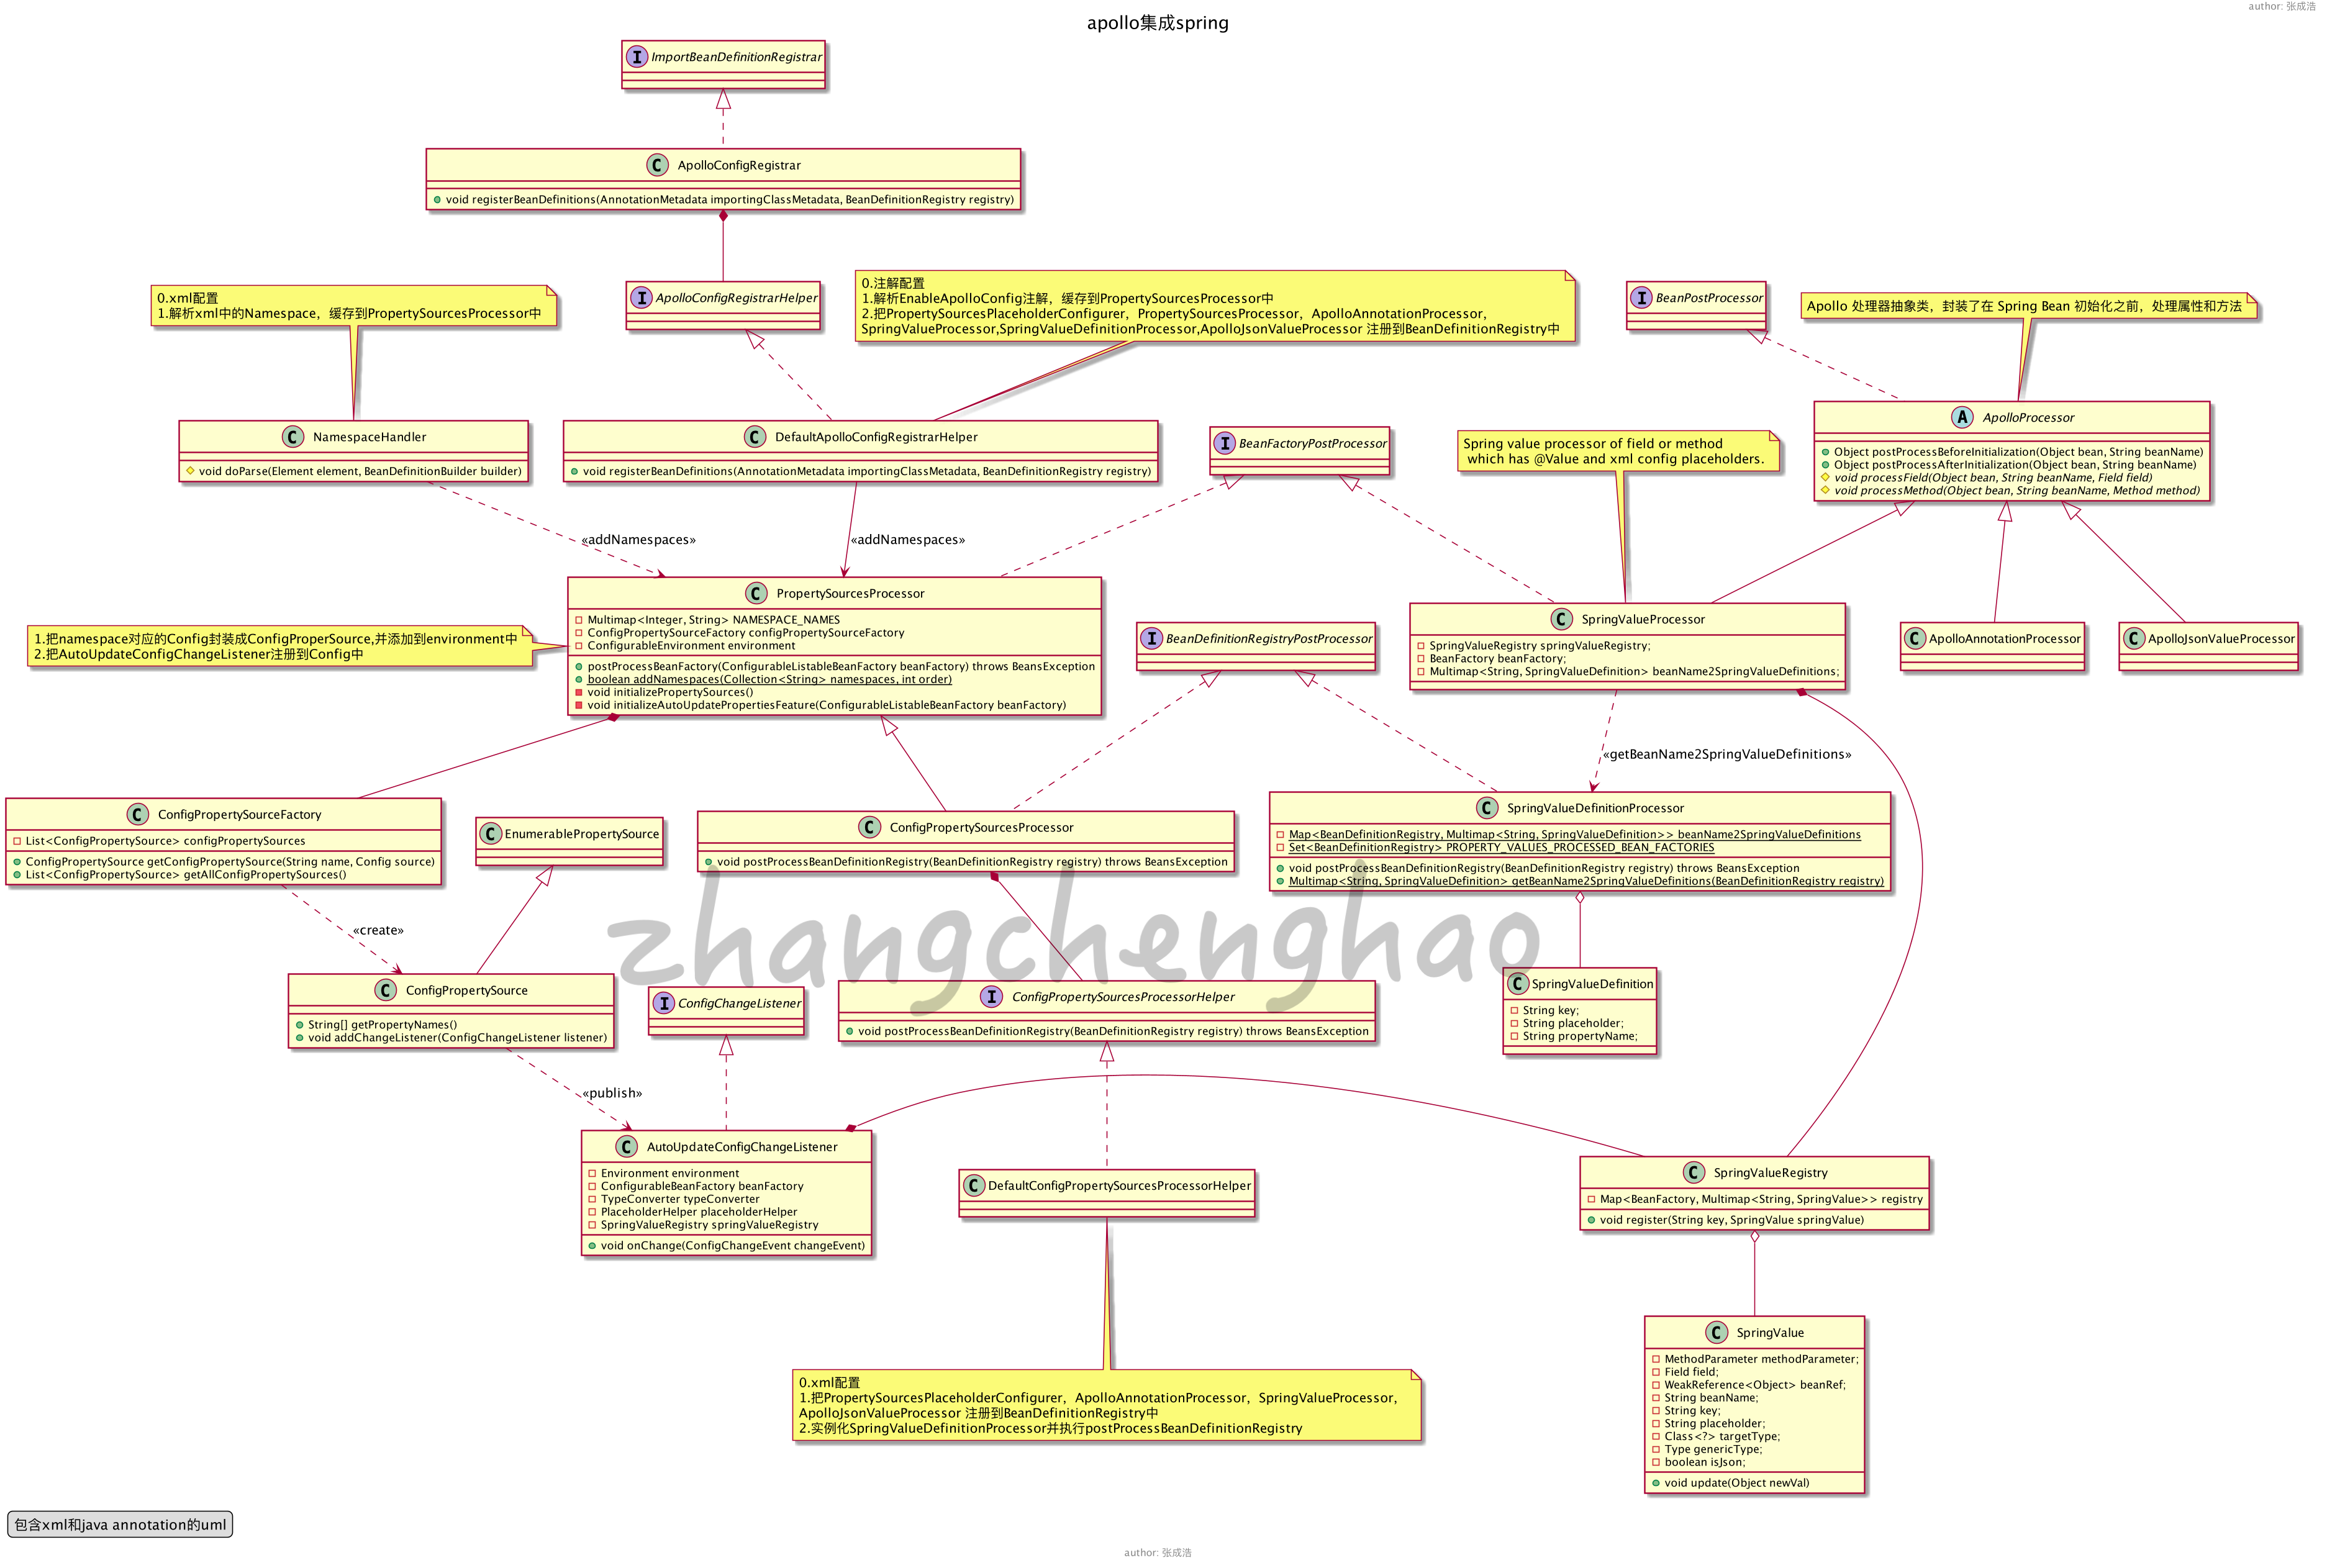 author: 张成浩
apollo集成spring
I ImportBeanDefinitionRegistrar
C ApolloConfigRegistrar
void registerBeanDefinitions(AnnotationMetadata importingClassMetadata, BeanDefinitionRegistry registry)
0.xml配置
1.解析xml中的Namespace，缓存到PropertySourcesProcessor中
I ApolloConfigRegistrarHelper
0.注解配置
1.解析EnableApolloConfig注解，缓存到PropertySourcesProcessor中
2.把PropertySourcesPlaceholderConfigurer，PropertySourcesProcessor，ApolloAnnotationProcessor，
SpringValueProcessor,SpringValueDefinitionProcessor,ApolloJsonValueProcessor 注册到BeanDefinitionRegistry中
I BeanPostProcessor
Apollo 处理器抽象类，封装了在 Spring Bean 初始化之前，处理属性和方法
C NamespaceHandler
void doParse(Element element, BeanDefinitionBuilder builder)
C DefaultApolloConfigRegistrarHelper
void registerBeanDefinitions(AnnotationMetadata importingClassMetadata, BeanDefinitionRegistry registry)
I BeanFactoryPostProcessor
Spring value processor of field or method
which has @Value and xml config placeholders.
A ApolloProcessor
Object postProcessBeforeInitialization(Object bean, String beanName)
Object postProcessAfterInitialization(Object bean, String beanName)
void processField(Object bean, String beanName, Field field)
void processMethod(Object bean, String beanName, Method method)
«addNamespaces»
«addNamespaces»
1.把namespace对应的Config封装成ConfigProperSource,并添加到environment中
2.把AutoUpdateConfigChangeListener注册到Config中
C PropertySourcesProcessor
Multimap<Integer, String> NAMESPACE_NAMES
ConfigPropertySourceFactory configPropertySourceFactory
ConfigurableEnvironment environment
postProcessBeanFactory(ConfigurableListableBeanFactory beanFactory) throws BeansException
boolean addNamespaces(Collection<String> namespaces, int order)
void initializePropertySources()
void initializeAutoUpdatePropertiesFeature(ConfigurableListableBeanFactory beanFactory)
I BeanDefinitionRegistryPostProcessor
C SpringValueProcessor
SpringValueRegistry springValueRegistry;
BeanFactory beanFactory;
Multimap<String, SpringValueDefinition> beanName2SpringValueDefinitions;
C ApolloAnnotationProcessor
C ApolloJsonValueProcessor
«getBeanName2SpringValueDefinitions»
C ConfigPropertySourceFactory
List<ConfigPropertySource> configPropertySources
ConfigPropertySource getConfigPropertySource(String name, Config source)
List<ConfigPropertySource> getAllConfigPropertySources()
C EnumerablePropertySource
C ConfigPropertySourcesProcessor
void postProcessBeanDefinitionRegistry(BeanDefinitionRegistry registry) throws BeansException
C SpringValueDefinitionProcessor
Map<BeanDefinitionRegistry, Multimap<String, SpringValueDefinition>> beanName2SpringValueDefinitions
Set<BeanDefinitionRegistry> PROPERTY_VALUES_PROCESSED_BEAN_FACTORIES
void postProcessBeanDefinitionRegistry(BeanDefinitionRegistry registry) throws BeansException
Multimap<String, SpringValueDefinition> getBeanName2SpringValueDefinitions(BeanDefinitionRegistry registry)
«create»
zhangchenghao
C ConfigPropertySource
String[] getPropertyNames()
void addChangeListener(ConfigChangeListener listener)
I ConfigChangeListener
I ConfigPropertySourcesProcessorHelper
void postProcessBeanDefinitionRegistry(BeanDefinitionRegistry registry) throws BeansException
C SpringValueDefinition
String key;
String placeholder;
String propertyName;
«publish»
C AutoUpdateConfigChangeListener
Environment environment
ConfigurableBeanFactory beanFactory
TypeConverter typeConverter
PlaceholderHelper placeholderHelper
SpringValueRegistry springValueRegistry
void onChange(ConfigChangeEvent changeEvent)
C DefaultConfigPropertySourcesProcessorHelper
C SpringValueRegistry
Map<BeanFactory, Multimap<String, SpringValue>> registry
void register(String key, SpringValue springValue)
0.xml配置
1.把PropertySourcesPlaceholderConfigurer，ApolloAnnotationProcessor，SpringValueProcessor，
ApolloJsonValueProcessor 注册到BeanDefinitionRegistry中
2.实例化SpringValueDefinitionProcessor并执行postProcessBeanDefinitionRegistry
C SpringValue
MethodParameter methodParameter;
Field field;
WeakReference<Object> beanRef;
String beanName;
String key;
String placeholder;
Class<?> targetType;
Type genericType;
boolean isJson;
void update(Object newVal)
包含xml和java annotation的uml
author: 张成浩